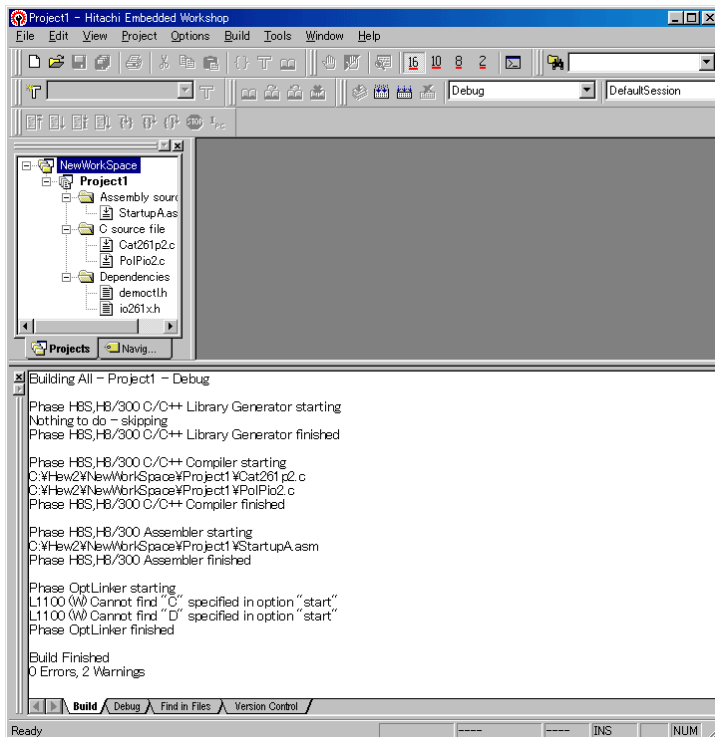 Project1 - Hitachi Embedded Workshop
File Edit View Project Options Build Tools Window Help
16 10 8 2
Debug DefaultSession
NewWorkSpace
Project1
Assembly sourc
StartupA.as
C source file
Cat261p2.c
PolPio2.c
Dependencies
democtl.h
io261x.h
Projects Navig...
Building All - Project1 - Debug
Phase H8S,H8/300 C/C++ Library Generator starting
Nothing to do - skipping
Phase H8S,H8/300 C/C++ Library Generator finished
Phase H8S,H8/300 C/C++ Compiler starting
C:¥Hew2¥NewWorkSpace¥Project1¥Cat261p2.c
C:¥Hew2¥NewWorkSpace¥Project1¥PolPio2.c
Phase H8S,H8/300 C/C++ Compiler finished
Phase H8S,H8/300 Assembler starting
C:¥Hew2¥NewWorkSpace¥Project1¥StartupA.asm
Phase H8S,H8/300 Assembler finished
Phase OptLinker starting
L1100 (W) Cannot find "C" specified in option "start"
L1100 (W) Cannot find "D" specified in option "start"
Phase OptLinker finished
Build Finished
0 Errors, 2 Warnings
Build Debug Find in Files Version Control
Ready ---- ---- INS NUM